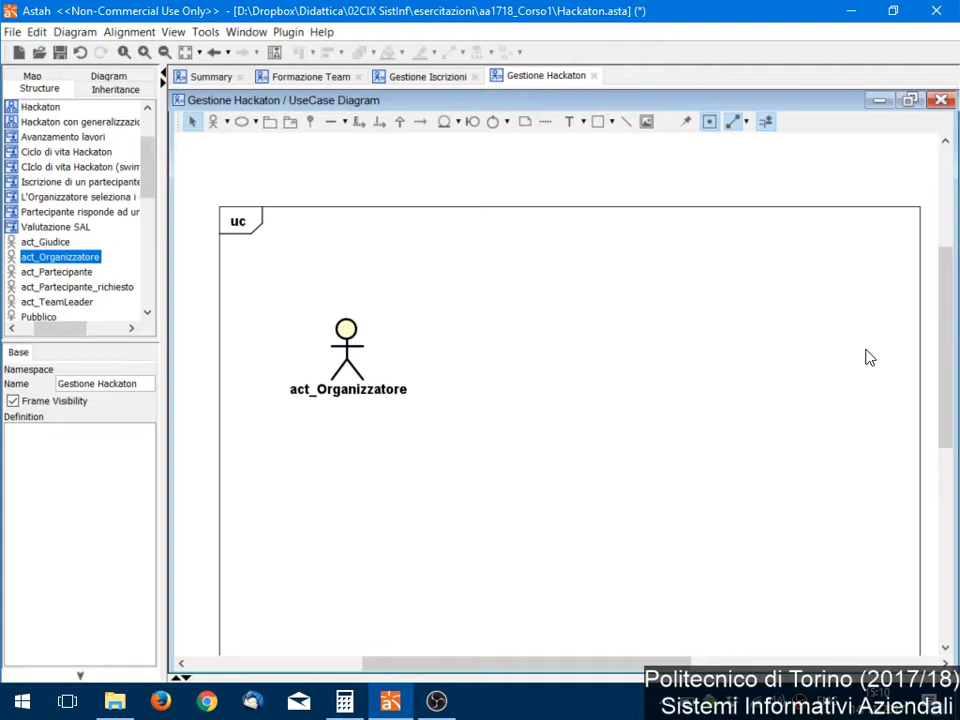 Astah <<Non-Commercial Use Only>> - [D:\Dropbox\Didattica\02CIX SistInf\esercitazioni\aa1718_Corso1\Hackaton.asta] (*)
File Edit Diagram Alignment View Tools Window Plugin Help
Map Diagram
Structure Inheritance
Summary Formazione Team Gestione Iscrizioni Gestione Hackaton
Gestione Hackaton / UseCase Diagram
Hackaton
Hackaton con generalizzazio
Avanzamento lavori
Ciclo di vita Hackaton
CIclo di vita Hackaton (swim
Iscrizione di un partecipante
L'Organizzatore seleziona i
Partecipante risponde ad ur
Valutazione SAL
act_Giudice
act_Organizzatore
act_Partecipante
act_Partecipante_richiesto
act_TeamLeader
Pubblico
Base
Namespace
Name Gestione Hackaton
Frame Visibility
Definition
uc
act_Organizzatore
Politecnico di Torino (2017/18)
Sistemi Informativi Aziendali